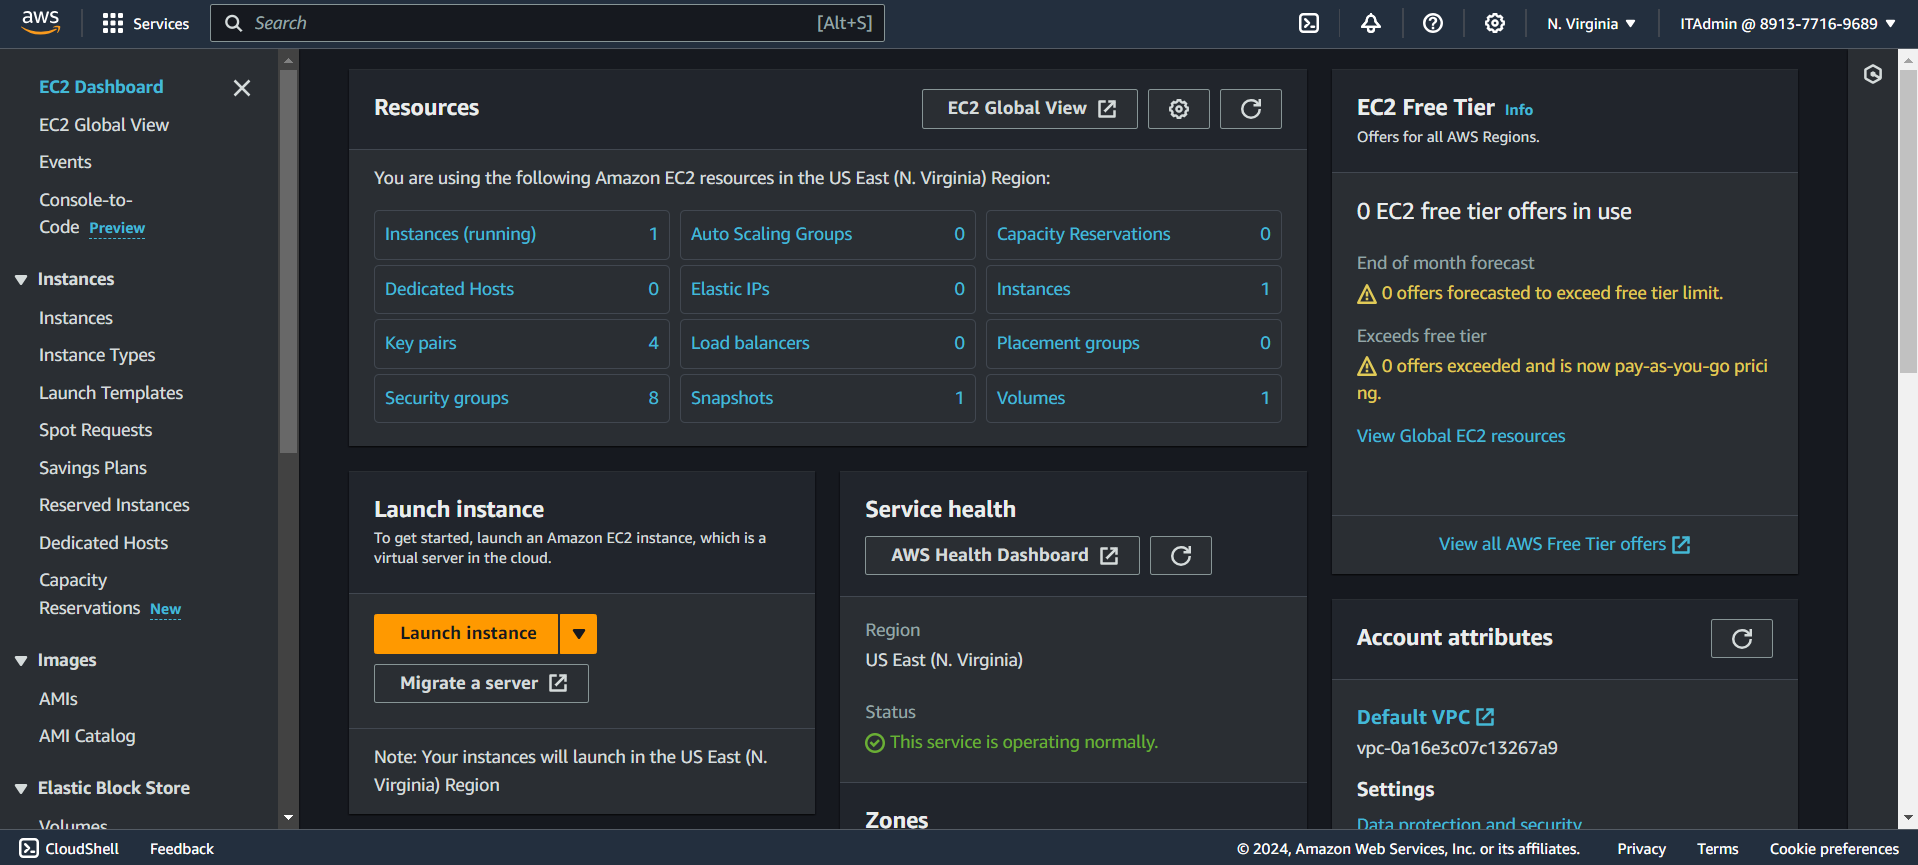 aws
Services
Search
[Alt+S]
N. Virginia
ITAdmin @ 8913-7716-9689
EC2 Dashboard
EC2 Global View
Events
Console-to-
Code Preview
Instances
Instances
Instance Types
Launch Templates
Spot Requests
Savings Plans
Reserved Instances
Dedicated Hosts
Capacity
Reservations New
Images
AMIs
AMI Catalog
Elastic Block Store
Volumes
Resources
EC2 Global View
You are using the following Amazon EC2 resources in the US East (N. Virginia) Region:
Instances (running) 1
Auto Scaling Groups 0
Capacity Reservations 0
Dedicated Hosts 0
Elastic IPs 0
Instances 1
Key pairs 4
Load balancers 0
Placement groups 0
Security groups 8
Snapshots 1
Volumes 1
Launch instance
To get started, launch an Amazon EC2 instance, which is a
virtual server in the cloud.
Launch instance
Migrate a server
Note: Your instances will launch in the US East (N.
Virginia) Region
Service health
AWS Health Dashboard
Region
US East (N. Virginia)
Status
This service is operating normally.
Zones
EC2 Free Tier Info
Offers for all AWS Regions.
0 EC2 free tier offers in use
End of month forecast
0 offers forecasted to exceed free tier limit.
Exceeds free tier
0 offers exceeded and is now pay-as-you-go prici
ng.
View Global EC2 resources
View all AWS Free Tier offers
Account attributes
Default VPC
vpc-0a16e3c07c13267a9
Settings
Data protection and security
CloudShell
Feedback
© 2024, Amazon Web Services, Inc. or its affiliates.
Privacy
Terms
Cookie preferences